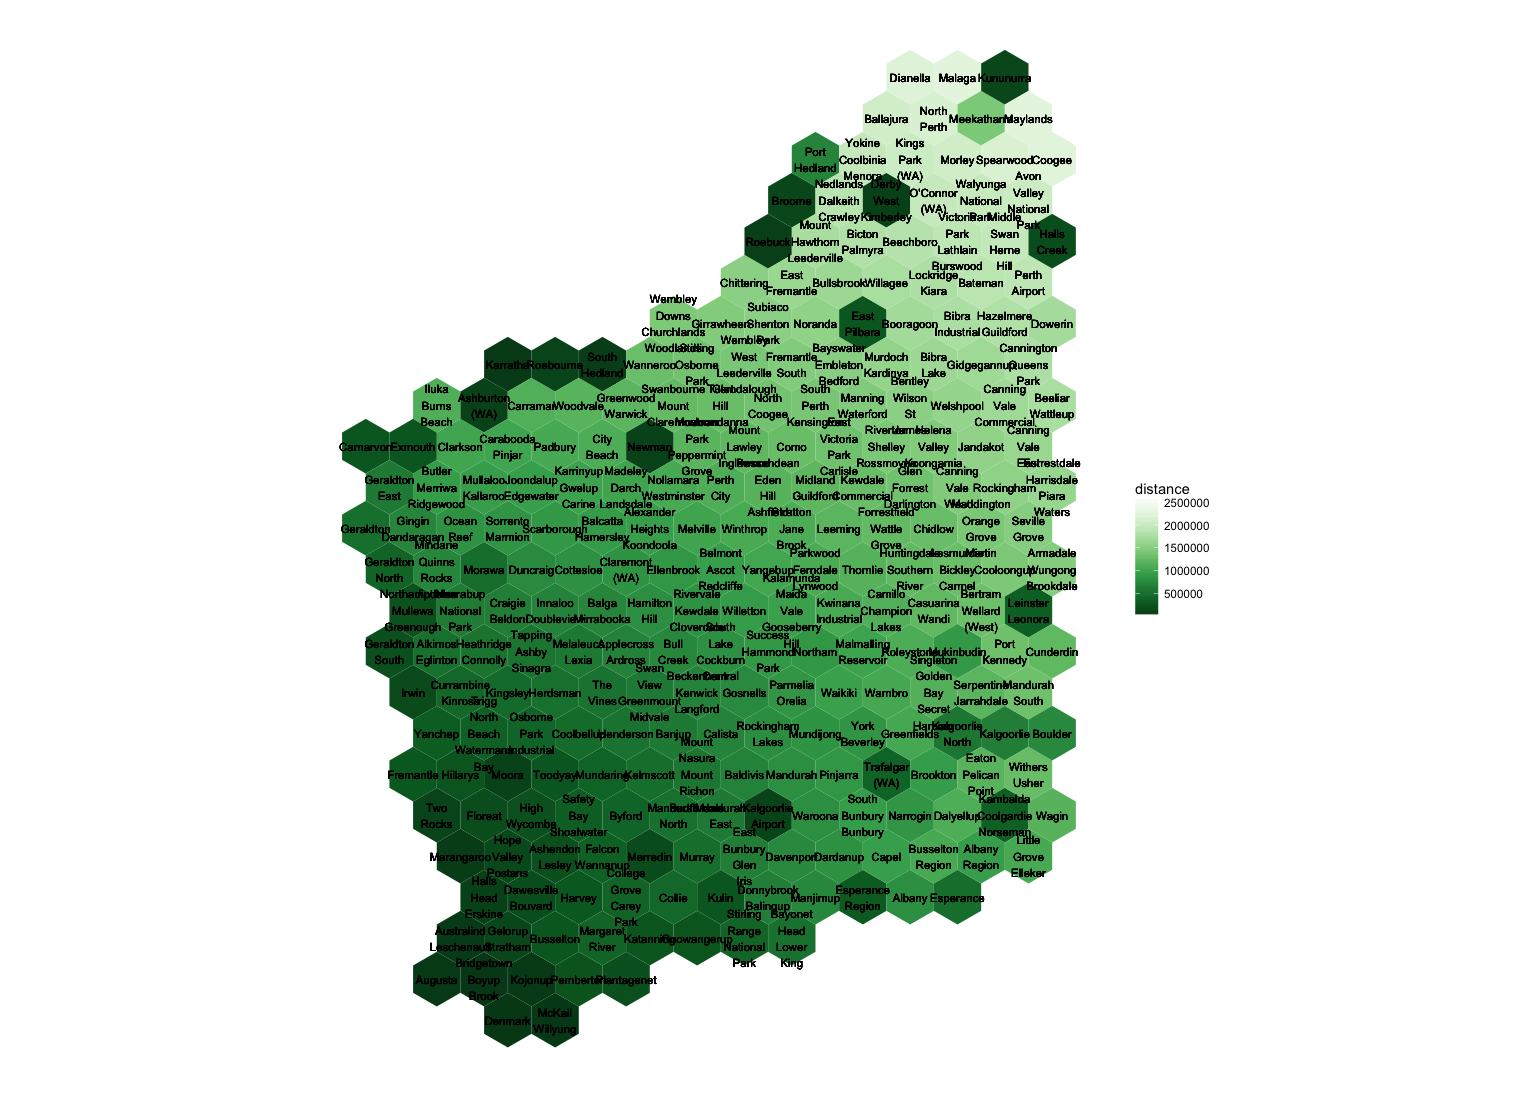 Dianella
Malaga
Kununurra
Ballajura
North
Perth
Meekatharra
Maylands
Port
Hedland
Yokine
Coolbinia
Menora
Kings
Park
(WA)
Morley
Spearwood
Coogee
Broome
Nedlands
Dalkeith
Crawley
Derby
West
Kimberley
O'Connor
(WA)
Walyunga
National
Park
Avon
Valley
National
Park
Roebuck
Mount
Hawthorn
Leederville
Bicton
Palmyra
Beechboro
Victoria
Park
Lathlain
Burswood
Middle
Swan
Herne
Hill
Halls
Creek
Chittering
East
Fremantle
Bullsbrook
Willagee
Lockridge
Kiara
Bateman
Perth
Airport
Wembley
Downs
Churchlands
Woodlands
Girrawheen
Subiaco
Shenton
Park
Noranda
East
Pilbara
Booragoon
Bibra
Industrial
Hazelmere
Guildford
Dowerin
Karratha
Roebourne
South
Hedland
Wanneroo
Stirling
Osborne
Park
Wembley
West
Leederville
Glendalough
Fremantle
South
Bayswater
Embleton
Bedford
Murdoch
Kardinya
Bibra
Lake
Gidgegannup
Cannington
Queens
Park
Iluka
Burns
Beach
Ashburton
(WA)
Carramar
Woodvale
Greenwood
Warwick
Swanbourne
Mount
Claremont
Tuart
Hill
North
Coogee
South
Perth
Kensington
Manning
Waterford
Bentley
Wilson
St
James
Welshpool
Canning
Vale
Commercial
Beeliar
Wattleup
Carnarvon
Exmouth
Clarkson
Carabooda
Pinjar
Padbury
City
Beach
Newman
Mosman
Park
Peppermint
Grove
Mount
Lawley
Inglewood
Como
East
Victoria
Park
Carlisle
Riverton
Shelley
Rossmoyne
Helena
Valley
Koongamia
Jandakot
Canning
Vale
East
Geraldton
East
Butler
Merriwa
Ridgewood
Mullaloo
Kallaroo
Joondalup
Edgewater
Karrinyup
Gwelup
Carine
Madeley
Darch
Landsdale
Nollamara
Westminster
Perth
City
Bassendean
Eden
Hill
Ashfield
Midland
Guildford
Kewdale
Commercial
Glen
Forrest
Darlington
Canning
Vale
West
Rockingham
Forrestdale
Harrisdale
Piara
Waters
Geraldton
Gingin
Dandaragan
Ocean
Reef
Sorrento
Marmion
Scarborough
Balcatta
Hamersley
Alexander
Heights
Koondoola
Melville
Winthrop
Stratton
Jane
Brook
Leeming
Forrestfield
Wattle
Grove
Chidlow
Maddington
Orange
Grove
Seville
Grove
Geraldton
North
Mindarie
Quinns
Rocks
Morawa
Duncraig
Cottesloe
Claremont
(WA)
Ellenbrook
Belmont
Ascot
Redcliffe
Yangebup
Parkwood
Ferndale
Lynwood
Thornlie
Huntingdale
Southern
River
Lesmurdie
Bickley
Carmel
Martin
Cooloongup
Armadale
Wungong
Brookdale
Northampton
Mullewa
Greenough
National
Park
Craigie
Beldon
Innaloo
Doubleview
Balga
Mirrabooka
Hamilton
Hill
Rivervale
Kewdale
Cloverdale
Willetton
Kalamunda
Maida
Vale
Gooseberry
Hill
Kwinana
Industrial
Camillo
Champion
Lakes
Casuarina
Wandi
Bertram
Wellard
(West)
Leinster
Leonora
Geraldton
South
Alkimos
Eglinton
Heathridge
Connolly
Tapping
Ashby
Sinagra
Melaleuca
Lexia
Applecross
Ardross
Bull
Creek
South
Lake
Cockburn
Central
Success
Hammond
Park
Northam
Malmalling
Reservoir
Roleystone
Mukinbudin
Port
Kennedy
Cunderdin
Irwin
Currambine
Kinross
Trigg
Kingsley
Herdsman
The
Vines
Swan
View
Greenmount
Midvale
Beckenham
Kenwick
Langford
Gosnells
Parmelia
Orelia
Waikiki
Wambro
Singleton
Golden
Bay
Secret
Harbour
Serpentine
Jarrahdale
Mandurah
South
Yanchep
North
Beach
Watermans
Bay
Osborne
Park
Industrial
Coolbellup
Henderson
Banjup
Calista
Rockingham
Lakes
Mundijong
York
Beverley
Greenfields
Kalgoorlie
North
Kalgoorlie
Boulder
Fremantle
Hillarys
Moora
Toodyay
Mundaring
Kelmscott
Mount
Nasura
Mount
Richon
Baldivis
Mandurah
Pinjarra
Trafalgar
(WA)
Brookton
Eaton
Pelican
Point
Withers
Usher
Two
Rocks
Floreat
High
Wycombe
Safety
Bay
Shoalwater
Byford
Mandurah
North
Mandurah
East
Kalgoorlie
Airport
Waroona
South
Bunbury
Bunbury
Narrogin
Dalyellup
Kambalda
Coolgardie
Norseman
Wagin
Marangaroo
Hope
Valley
Postans
Ashendon
Lesley
Falcon
Wannanup
Merredin
Murray
East
Bunbury
Glen
Iris
Davenport
Dardanup
Capel
Busselton
Region
Albany
Region
Little
Grove
Elleker
Halls
Head
Erskine
Dawesville
Bouvard
Harvey
College
Grove
Carey
Park
Collie
Kulin
Donnybrook
Balingup
Manjimup
Esperance
Region
Albany
Esperance
Australind
Leschenault
Gelorup
Stratham
Busselton
Margaret
River
Katanning
Gnowangerup
Stirling
Range
National
Park
Bayonet
Head
Lower
King
Augusta
Bridgetown
Boyup
Brook
Kojonup
Pemberton
Plantagenet
Denmark
McKail
Willyung
distance
2500000
2000000
1500000
1000000
500000